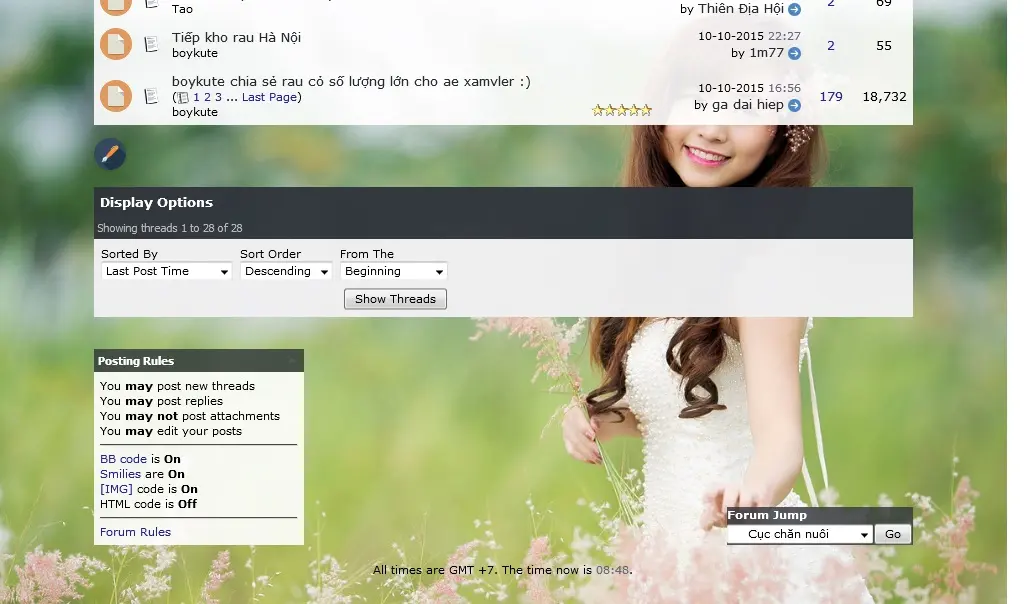 Tao
by Thiên Địa Hội
2
69
Tiếp kho rau Hà Nội
boykute
10-10-2015 22:27
by 1m77
2
55
boykute chia sẻ rau cỏ số lượng lớn cho ae xamvler :)
( 1 2 3 ... Last Page)
boykute
10-10-2015 16:56
by ga dai hiep
179
18,732
Display Options
Showing threads 1 to 28 of 28
Sorted By
Sort Order
From The
Last Post Time
Descending
Beginning
Show Threads
Posting Rules
You may post new threads
You may post replies
You may not post attachments
You may edit your posts
BB code is On
Smilies are On
[IMG] code is On
HTML code is Off
Forum Rules
Forum Jump
Cục chăn nuôi
Go
All times are GMT +7. The time now is 08:48.